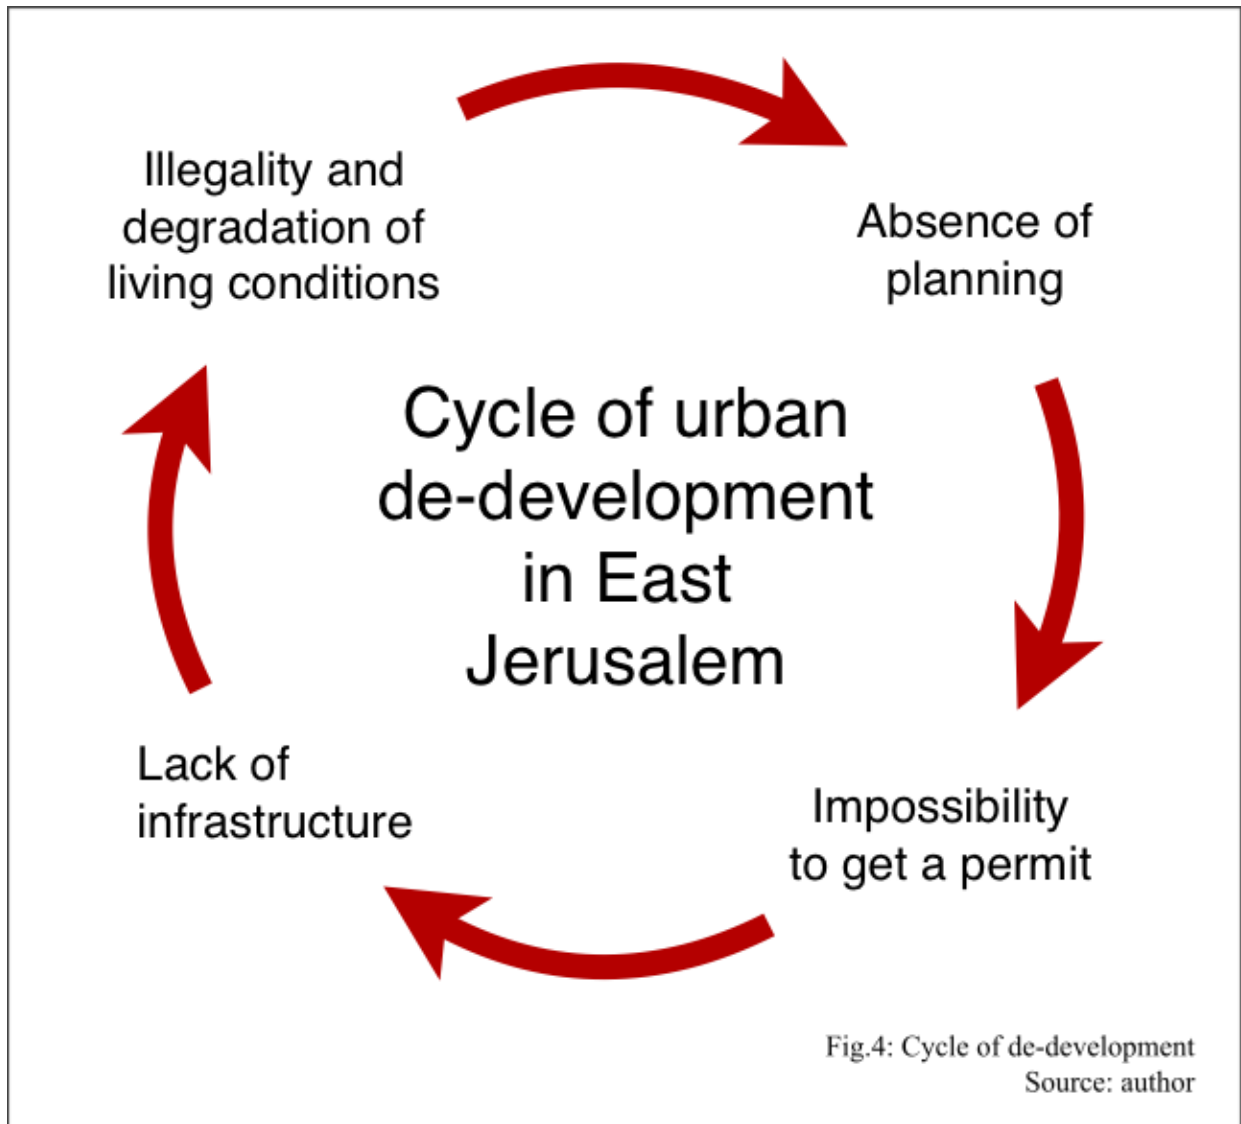 Illegality and
degradation of
living conditions
Absence of
planning
Cycle of urban
de-development
in East
Jerusalem
Lack of
infrastructure
Impossibility
to get a permit
Fig.4: Cycle of de-development
Source: author